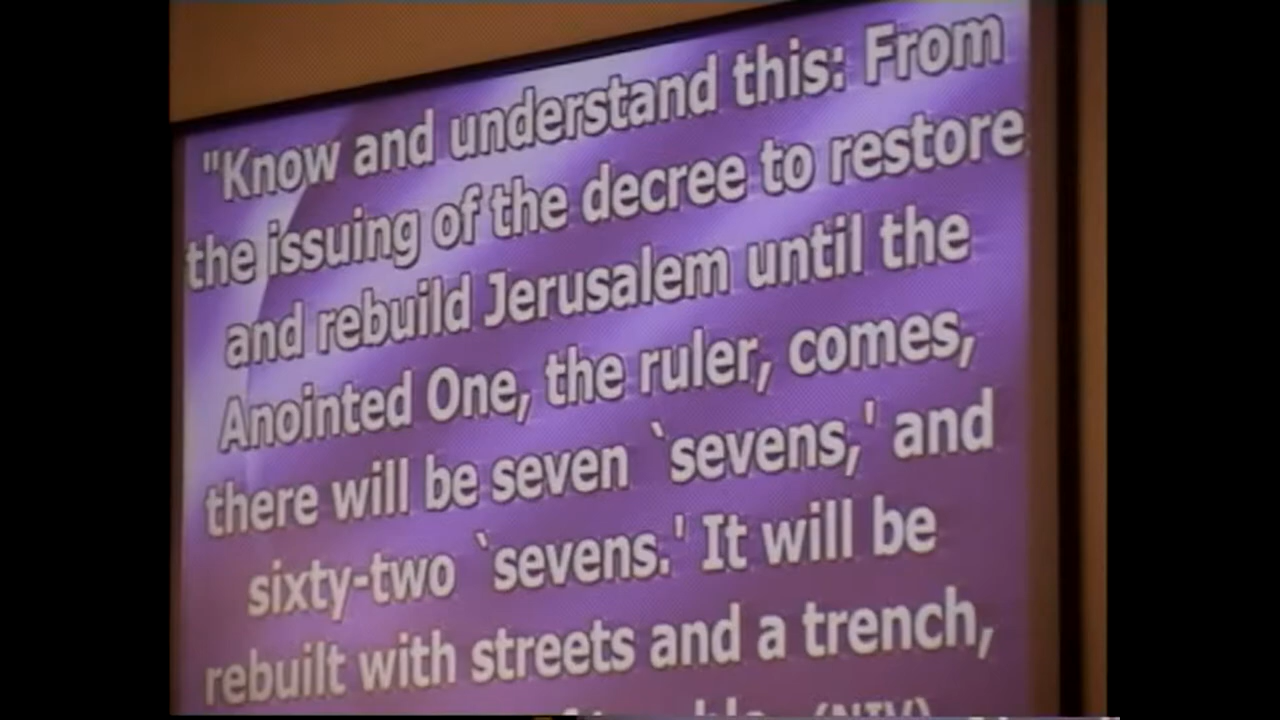 "Know and understand this: From
the issuing of the decree to restore
and rebuild Jerusalem until the
Anointed One, the ruler, comes,
there will be seven `sevens,' and
sixty-two `sevens.' It will be
rebuilt with streets and a trench,
(NIV)